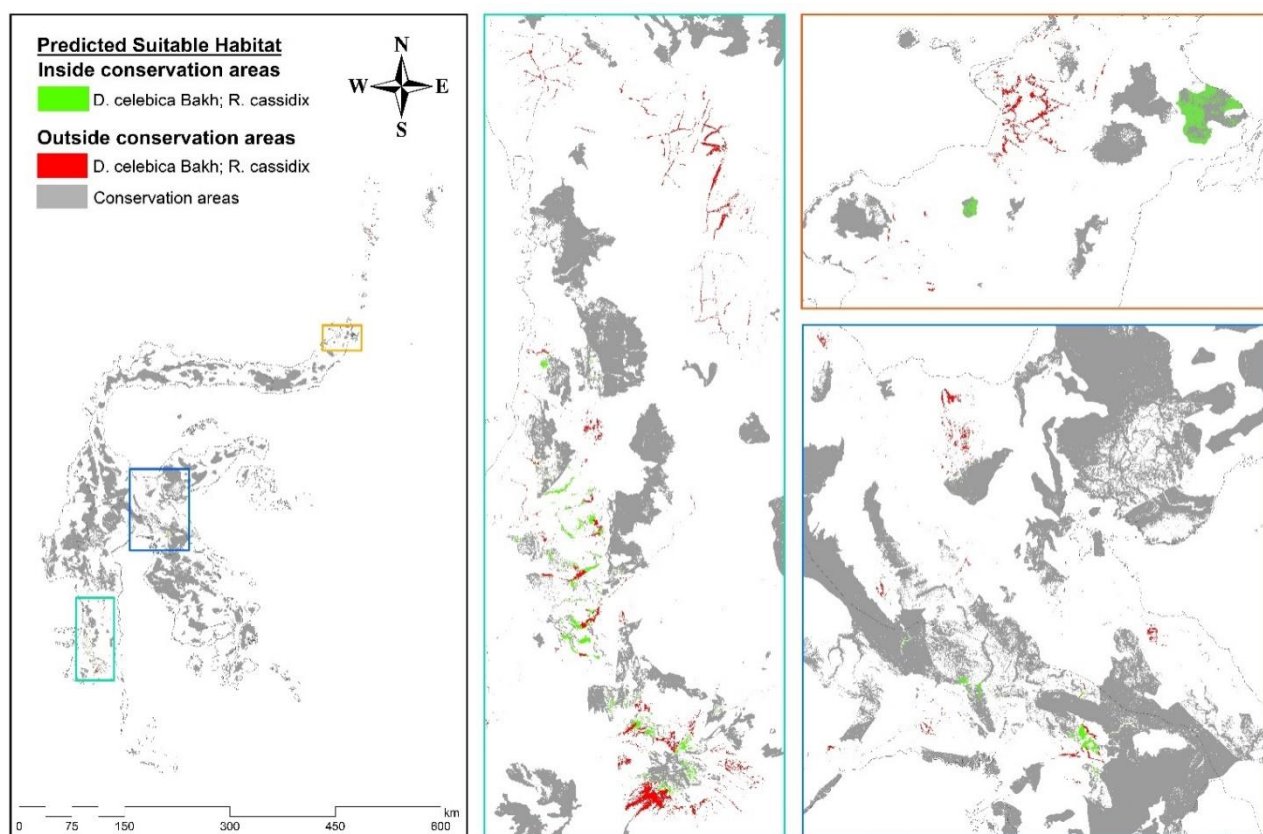 Predicted Suitable Habitat
Inside conservation areas
D. celebica Bakh; R. cassidix
Outside conservation areas
D. celebica Bakh; R. cassidix
Conservation areas
N
W E
S
km
0 75 150 300 450 600